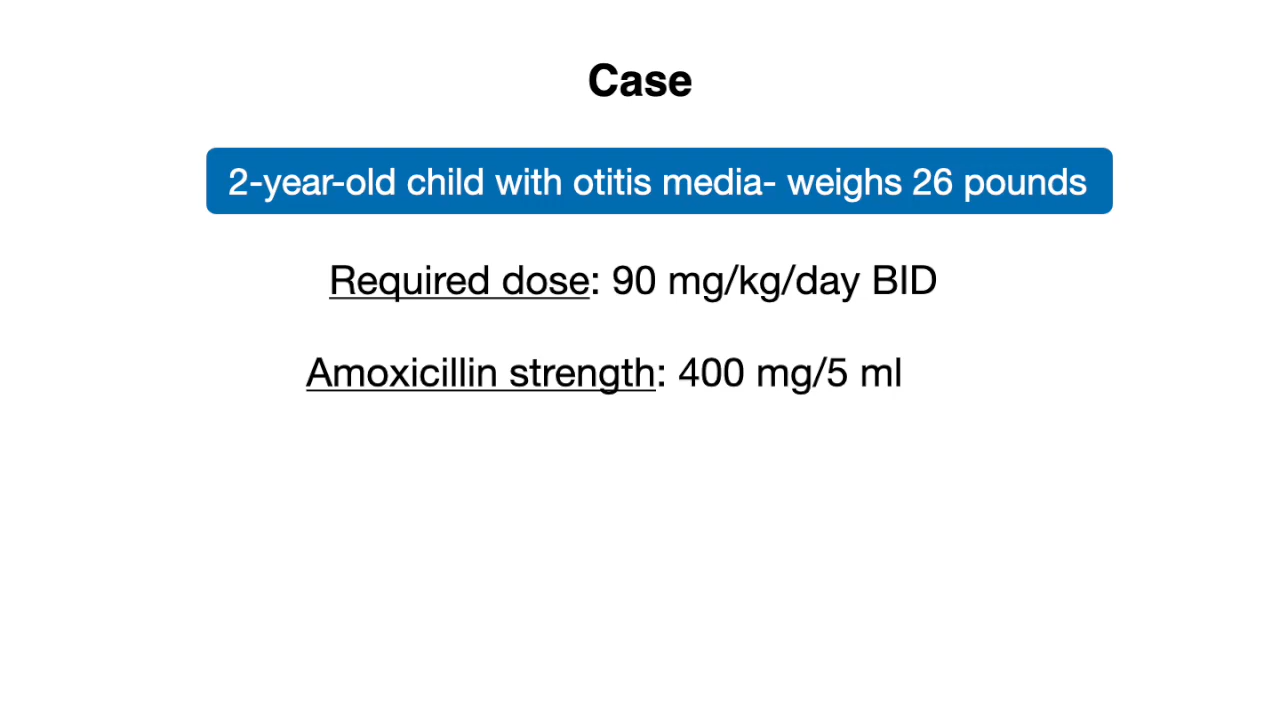 Case
2-year-old child with otitis media- weighs 26 pounds
Required dose: 90 mg/kg/day BID
Amoxicillin strength: 400 mg/5 ml